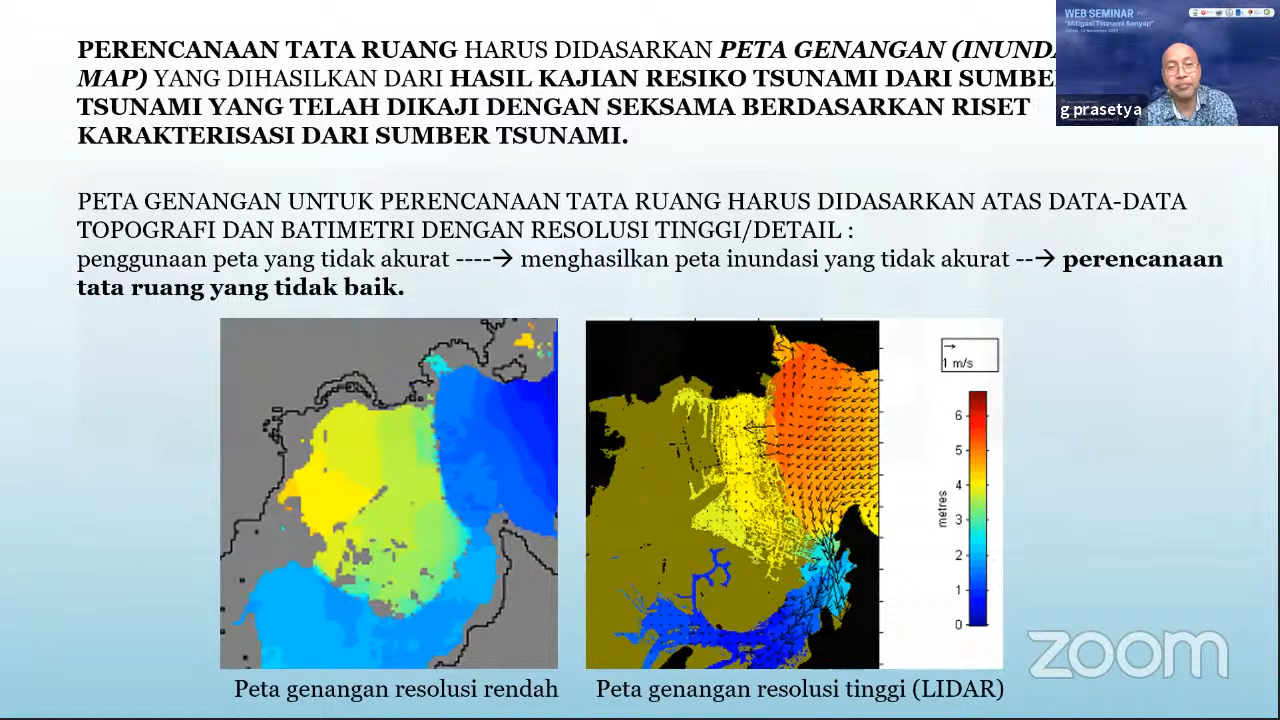 PERENCANAAN TATA RUANG HARUS DIDASARKAN PETA GENANGAN
MAP) YANG DIHASILKAN DARI HASIL KAJIAN RESIKO TSUNAMI DARI
TSUNAMI YANG TELAH DIKAJI DENGAN SEKSAMA BERDASARKAN RISET
KARAKTERISASI DARI SUMBER TSUNAMI.
WEB SEMINAR
"Mitigasi Tsunami Senyap"
g prasetya
PETA GENANGAN UNTUK PERENCANAAN TATA RUANG HARUS DIDASARKAN ATAS DATA-DATA
TOPOGRAFI DAN BATIMETRI DENGAN RESOLUSI TINGGI/DETAIL :
penggunaan peta yang tidak akurat ----→ menghasilkan peta inundasi yang tidak akurat --→ perencanaan
tata ruang yang tidak baik.
1 m/s
6
5
4
3
2
1
0
metres
zoom
Peta genangan resolusi rendah
Peta genangan resolusi tinggi (LIDAR)